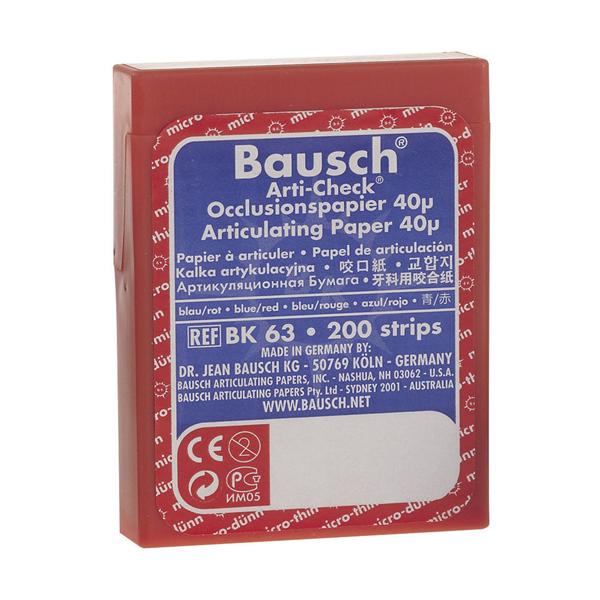 Bausch®
Arti-Check®
Occlusionspapier 40µ
Articulating Paper 40µ
Papier à articuler • Papel de articulación
Kalka artykulacyjna • 咬口紙 • 교합지
Артикуляционная Бумага • 牙科用咬合纸
blau/rot • blue/red • bleu/rouge • azul/rojo • 青/赤
REF BK 63 • 200 strips
MADE IN GERMANY BY:
DR. JEAN BAUSCH KG - 50769 KÖLN - GERMANY
BAUSCH ARTICULATING PAPERS, INC. - NASHUA, NH 03062 - U.S.A.
BAUSCH ARTICULATING PAPERS Pty. Ltd - SYDNEY 2001 - AUSTRALIA
WWW.BAUSCH.NET
CE 2
РС
ИМ05
micro-thin
micro-dünn